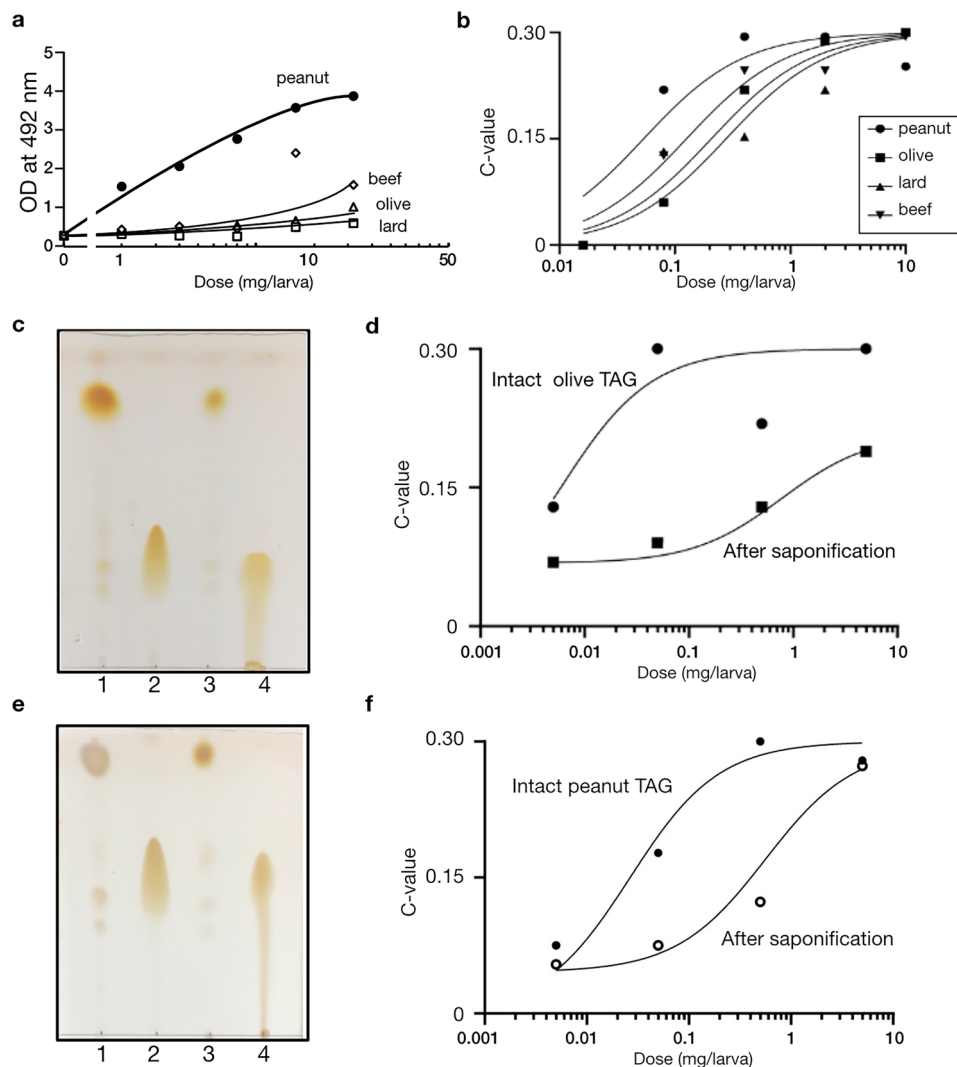 a
OD at 492 nm
5
4
3
2
1
0
peanut
beef
olive
lard
0
1
10
50
Dose (mg/larva)
b
C-value
0.30
0.15
0
0.01
0.1
1
10
Dose (mg/larva)
peanut
olive
lard
beef
c
1 2 3 4
d
C-value
0.30
0.15
0
Intact olive TAG
After saponification
0.001
0.01
0.1
1
10
Dose (mg/larva)
e
1 2 3 4
f
C-value
0.30
0.15
0
Intact peanut TAG
After saponification
0.001
0.01
0.1
1
10
Dose (mg/larva)